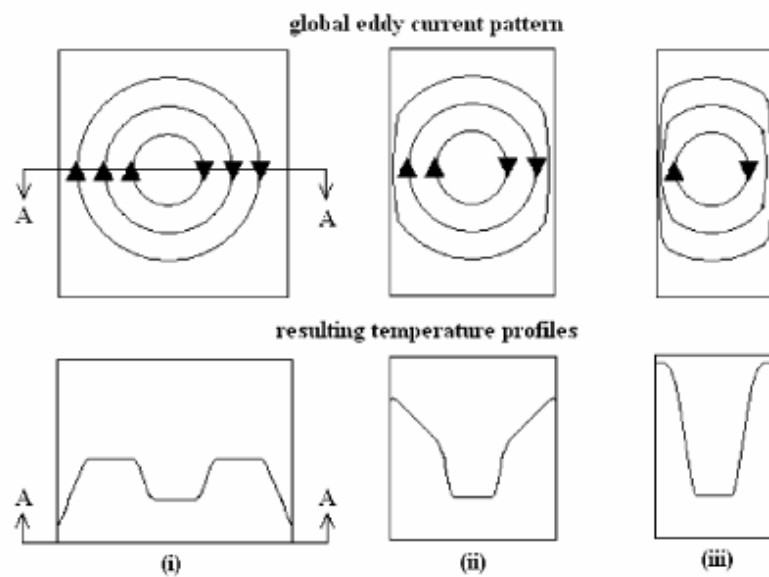 global eddy current pattern
A A
resulting temperature profiles
A A
(i) (ii) (iii)